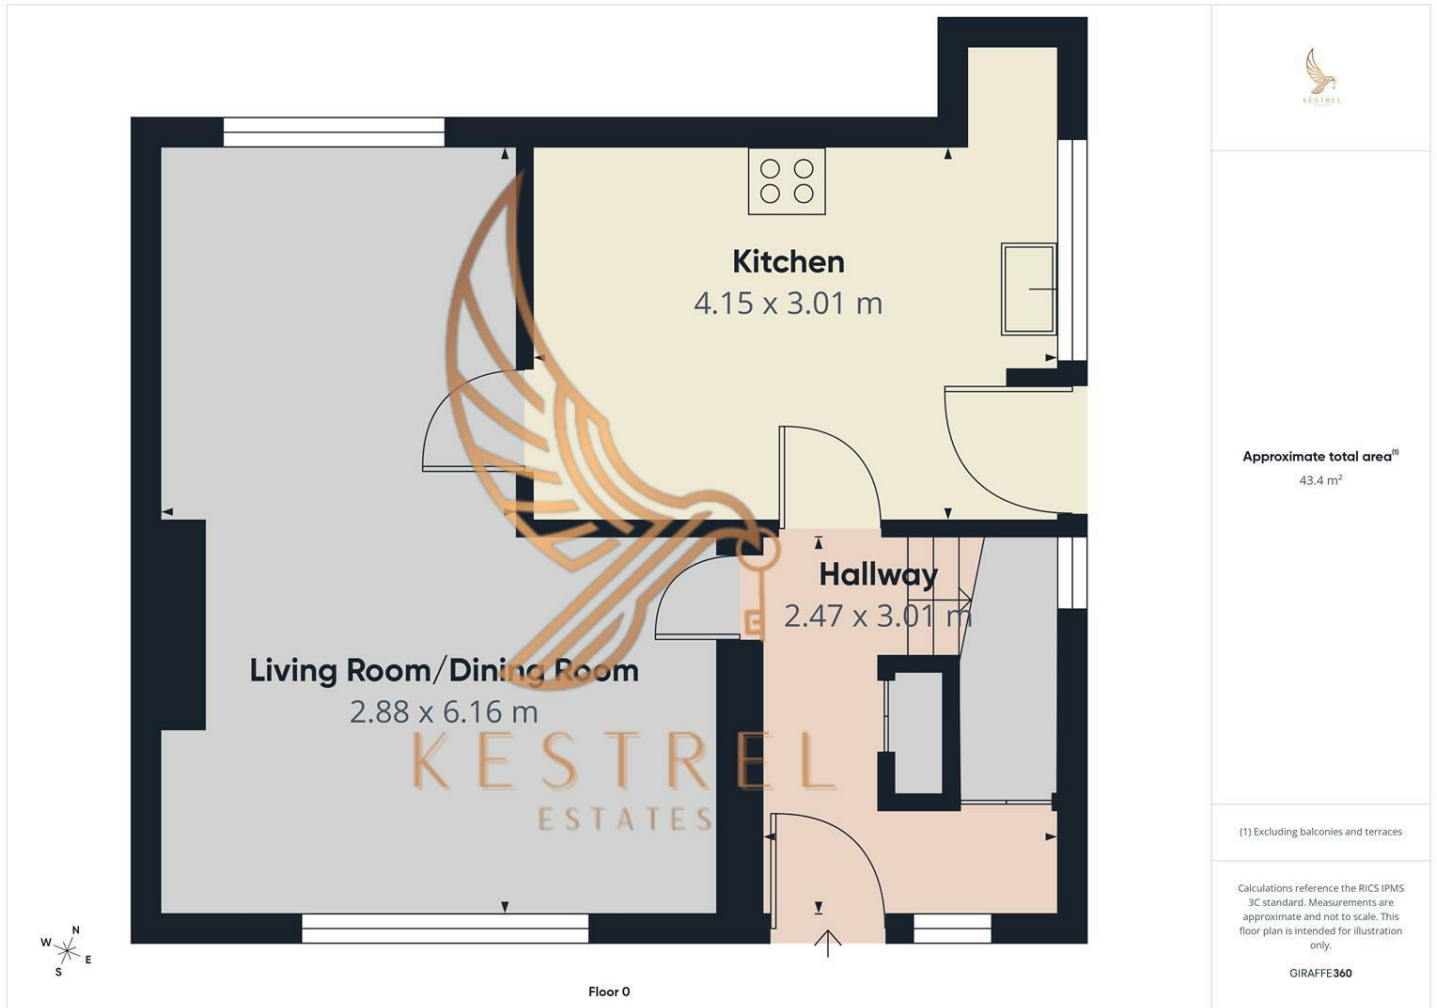 KESTREL
Kitchen
4.15 x 3.01 m
Hallway
2.47 x 3.01 m
Living Room/Dining Room
2.88 x 6.16 m
KESTREL
ESTATES
Approximate total area(1)
43.4 m²
(1) Excluding balconies and terraces
Calculations reference the RICS IPMS
3C standard. Measurements are
approximate and not to scale. This
floor plan is intended for illustration
only.
GIRAFFE360
N
W
E
S
Floor 0